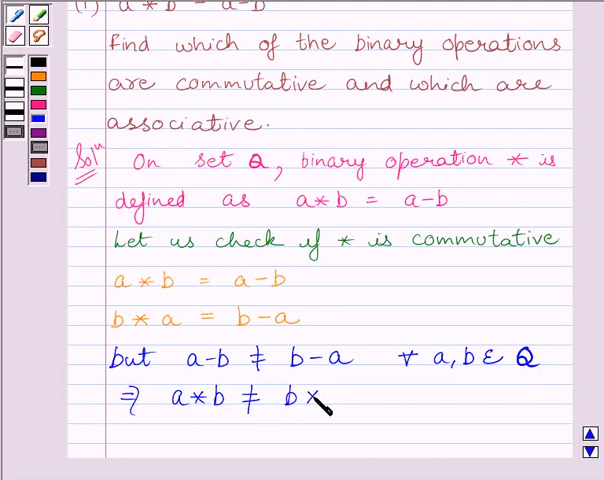 (i) a * b = a-b
Find which of the binary operations
are commutative and which are
associative.
Solⁿ On set Q, binary operation * is
defined as a*b = a-b
Let us check if * is commutative
a * b = a-b
b * a = b-a
but a-b ≠ b-a ∀ a,b ε Q
⇒ a*b ≠ b *